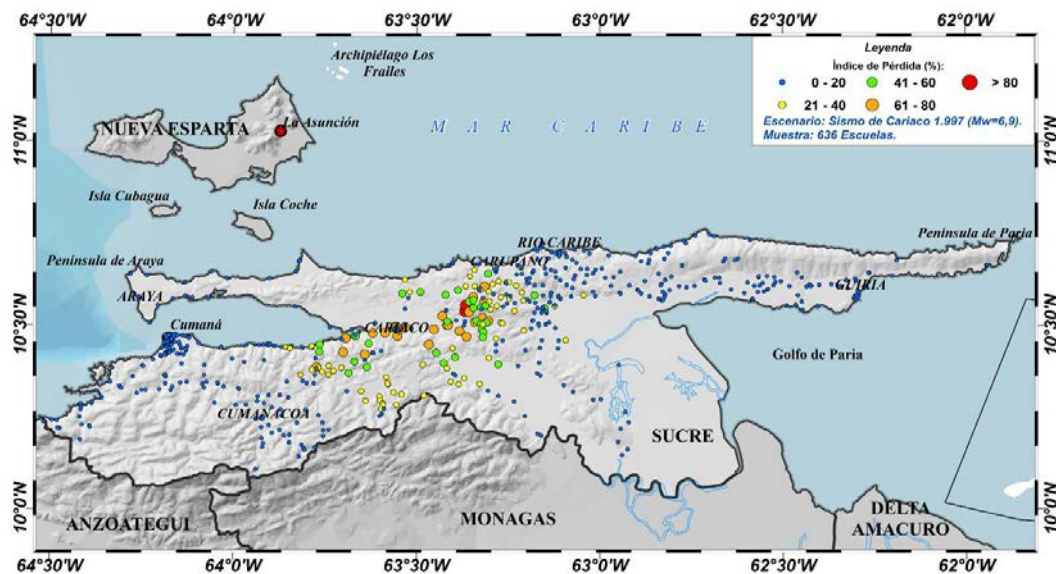 64°30'W 64°0'W 63°30'W 63°0'W 62°30'W 62°0'W
Archipiélago Los
Frailes
Leyenda
Índice de Pérdida (%):
0 - 20 41 - 60 > 80
21 - 40 61 - 80
Escenario: Sismo de Cariaco 1.997 (Mw=6,9).
Muestra: 636 Escuelas.
La Asunción
NUEVA ESPARTA
MAR CARIBE
11°0'N 11°0'N
Isla Cubagua
Isla Coche
Península de Paria
RIO CARIBE
Península de Araya
CARUPANO
ARAYA
GUIRIA
Cumaná
CARIACO
10°30'N 10°30'N
Golfo de Paria
CUMANACOA
SUCRE
10°0'N 10°0'N
ANZOATEGUI
MONAGAS
DELTA
AMACURO
64°30'W 64°0'W 63°30'W 63°0'W 62°30'W 62°0'W